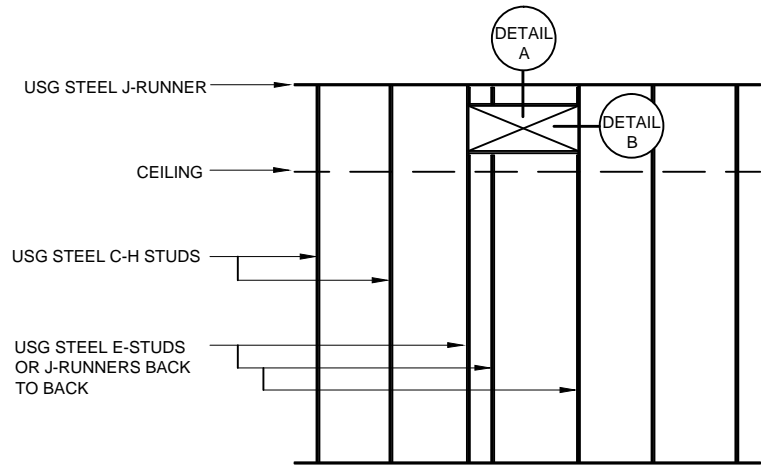 DETAIL
A
USG STEEL J-RUNNER
DETAIL
B
CEILING
USG STEEL C-H STUDS
USG STEEL E-STUDS
OR J-RUNNERS BACK
TO BACK